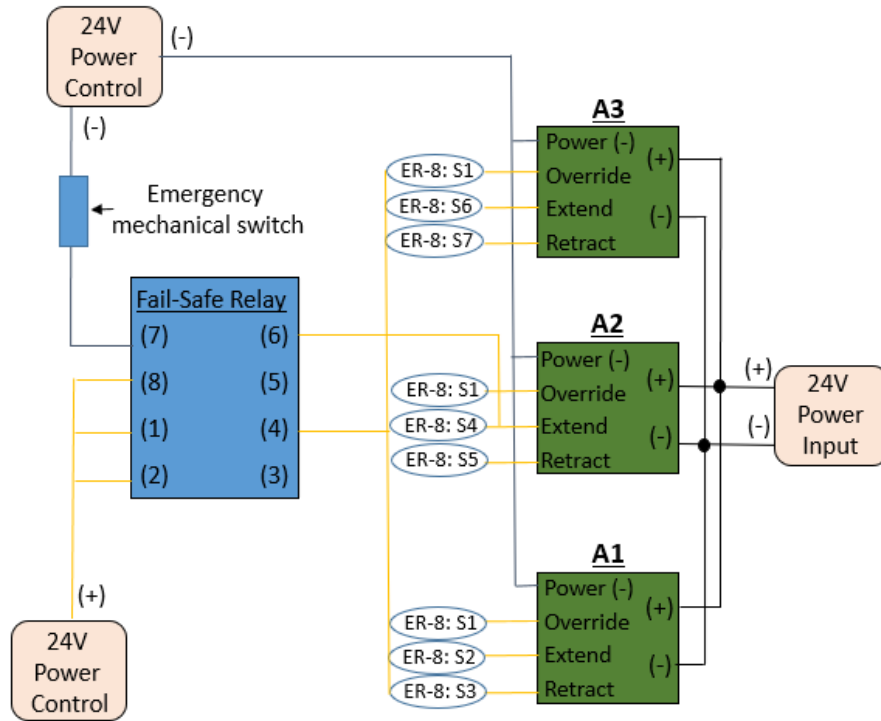 24V
Power
Control
(-)
(-)
Emergency
mechanical switch
Fail-Safe Relay
(7) (6)
(8) (5)
(1) (4)
(2) (3)
(+)
24V
Power
Control
A3
ER-8: S1
ER-8: S6
ER-8: S7
Power (-)
Override
Extend
Retract
(+)
(-)
A2
ER-8: S1
ER-8: S4
ER-8: S5
Power (-)
Override
Extend
Retract
(+)
(-)
(+)
(-)
24V
Power
Input
A1
ER-8: S1
ER-8: S2
ER-8: S3
Power (-)
Override
Extend
Retract
(+)
(-)